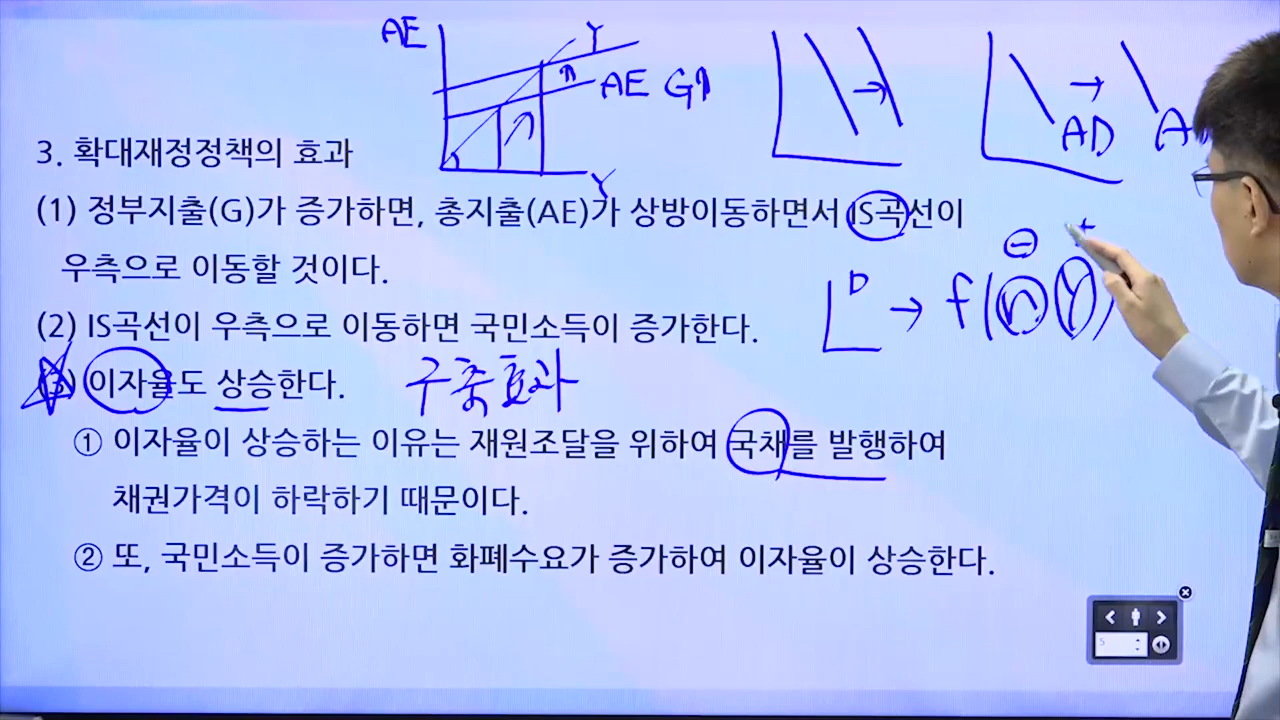 AE
Y
AE G↑
Y
AD
3. 확대재정정책의 효과
(1) 정부지출(G)가 증가하면, 총지출(AE)가 상방이동하면서 IS곡선이
우측으로 이동할 것이다.
⊖ +
D → f(r, Y)
(2) IS곡선이 우측으로 이동하면 국민소득이 증가한다.
(3) 이자율도 상승한다. 구축효과
① 이자율이 상승하는 이유는 재원조달을 위하여 국채를 발행하여
채권가격이 하락하기 때문이다.
② 또, 국민소득이 증가하면 화폐수요가 증가하여 이자율이 상승한다.
5